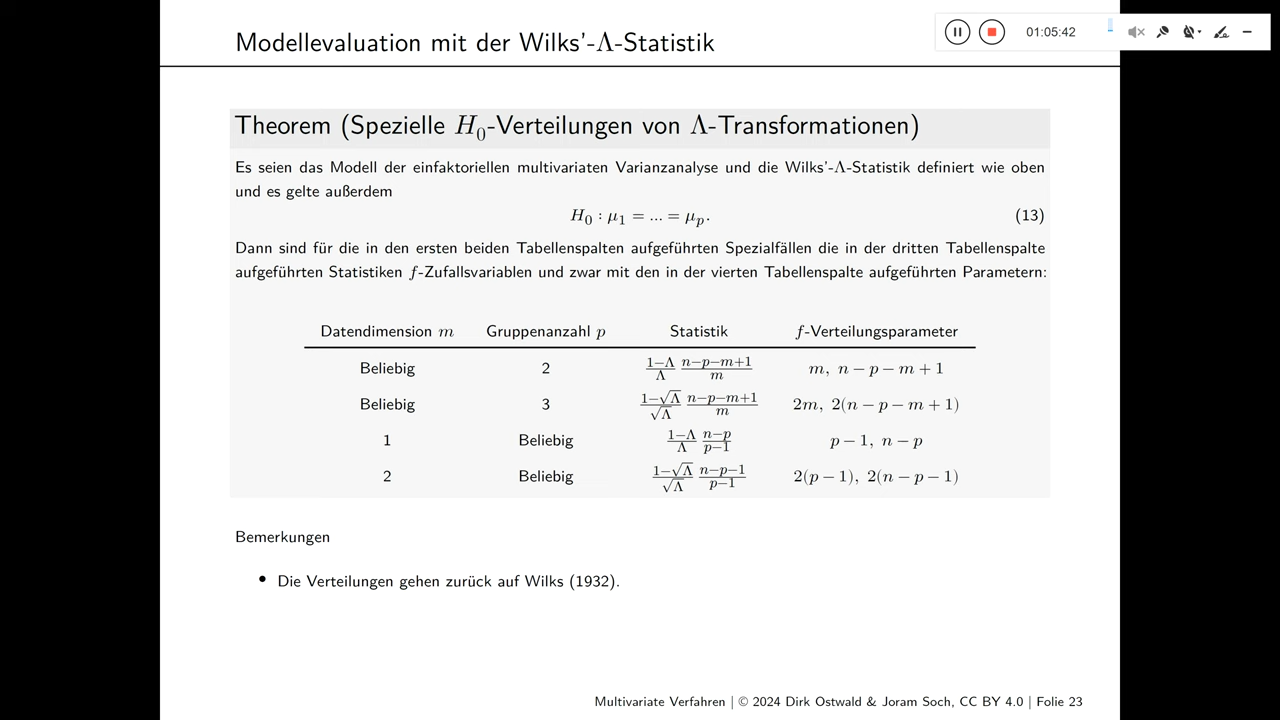 Modellevaluation mit der Wilks'-Λ-Statistik
01:05:42
Theorem (Spezielle H₀-Verteilungen von Λ-Transformationen)
Es seien das Modell der einfaktoriellen multivariaten Varianzanalyse und die Wilks'-Λ-Statistik definiert wie oben
und es gelte außerdem
H₀ : μ₁ = ... = μₚ. (13)
Dann sind für die in den ersten beiden Tabellenspalten aufgeführten Spezialfällen die in der dritten Tabellenspalte
aufgeführten Statistiken f-Zufallsvariablen und zwar mit den in der vierten Tabellenspalte aufgeführten Parametern:
Datendimension m Gruppenanzahl p Statistik f-Verteilungsparameter
Beliebig 2 (1−Λ)/Λ (n−p−m+1)/m m, n − p − m + 1
Beliebig 3 (1−√Λ)/√Λ (n−p−m+1)/m 2m, 2(n − p − m + 1)
1 Beliebig (1−Λ)/Λ (n−p)/(p−1) p − 1, n − p
2 Beliebig (1−√Λ)/√Λ (n−p−1)/(p−1) 2(p − 1), 2(n − p − 1)
Bemerkungen
• Die Verteilungen gehen zurück auf Wilks (1932).
Multivariate Verfahren | © 2024 Dirk Ostwald & Joram Soch, CC BY 4.0 | Folie 23